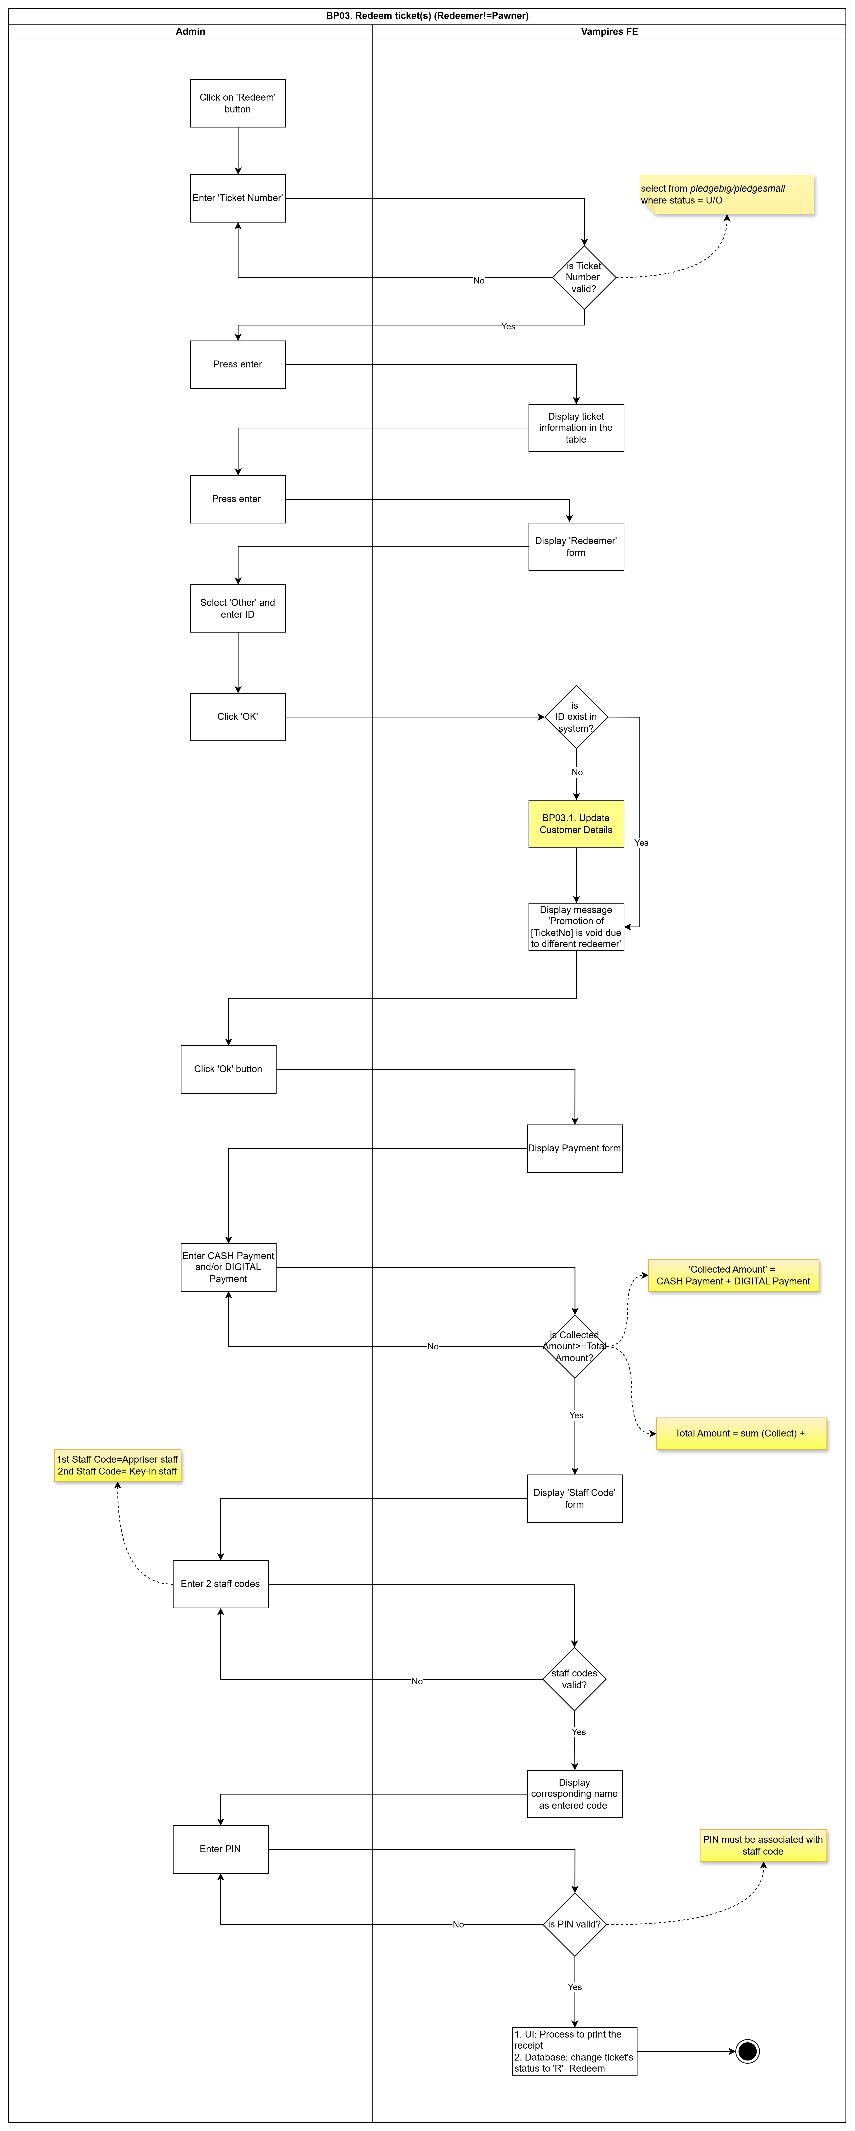 BP03. Redeem ticket(s) (Redeemer!=Pawner)
Admin
Vampires FE
Click on 'Redeem'
button
Enter 'Ticket Number'
select from pledgebig/pledgesmall
where status = U/O
is Ticket
Number
valid?
No
Yes
Press enter
Display ticket
information in the
table
Press enter
Display 'Redeemer'
form
Select 'Other' and
enter ID
Click 'OK'
is
ID exist in
system?
No
BP03.1. Update
Customer Details
Yes
Display message
'Promotion of
[TicketNo] is void due
to different redeemer'
Click 'Ok' button
Display Payment form
Enter CASH Payment
and/or DIGITAL
Payment
'Collected Amount' =
CASH Payment + DIGITAL Payment
is Collected
Amount>=Total
Amount?
No
Yes
Total Amount = sum (Collect) +
1st Staff Code=Appriser staff
2nd Staff Code= Key-in staff
Display 'Staff Code'
form
Enter 2 staff codes
staff codes
valid?
No
Yes
Display
corresponding name
as entered code
Enter PIN
PIN must be associated with
staff code
is PIN valid?
No
Yes
1. UI: Process to print the
receipt
2. Database: change ticket's
status to 'R'- Redeem